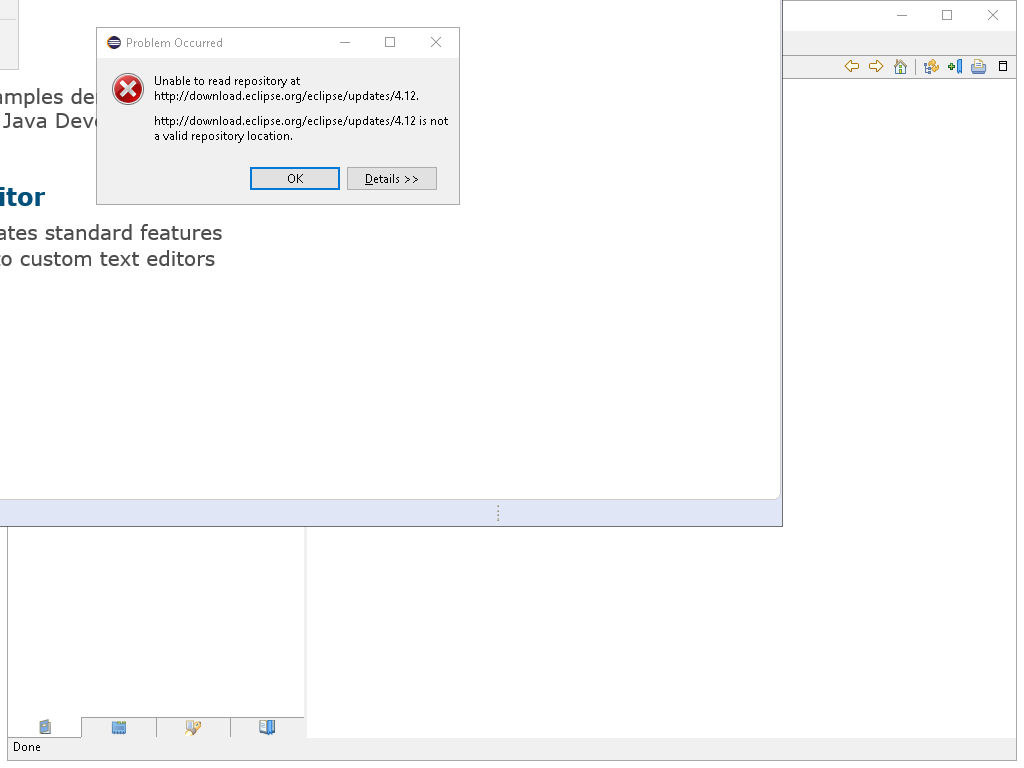 Problem Occurred
Unable to read repository at
http://download.eclipse.org/eclipse/updates/4.12.
http://download.eclipse.org/eclipse/updates/4.12 is not
a valid repository location.
OK
Details >>
amples de
Java Deve
itor
ates standard features
to custom text editors
Done